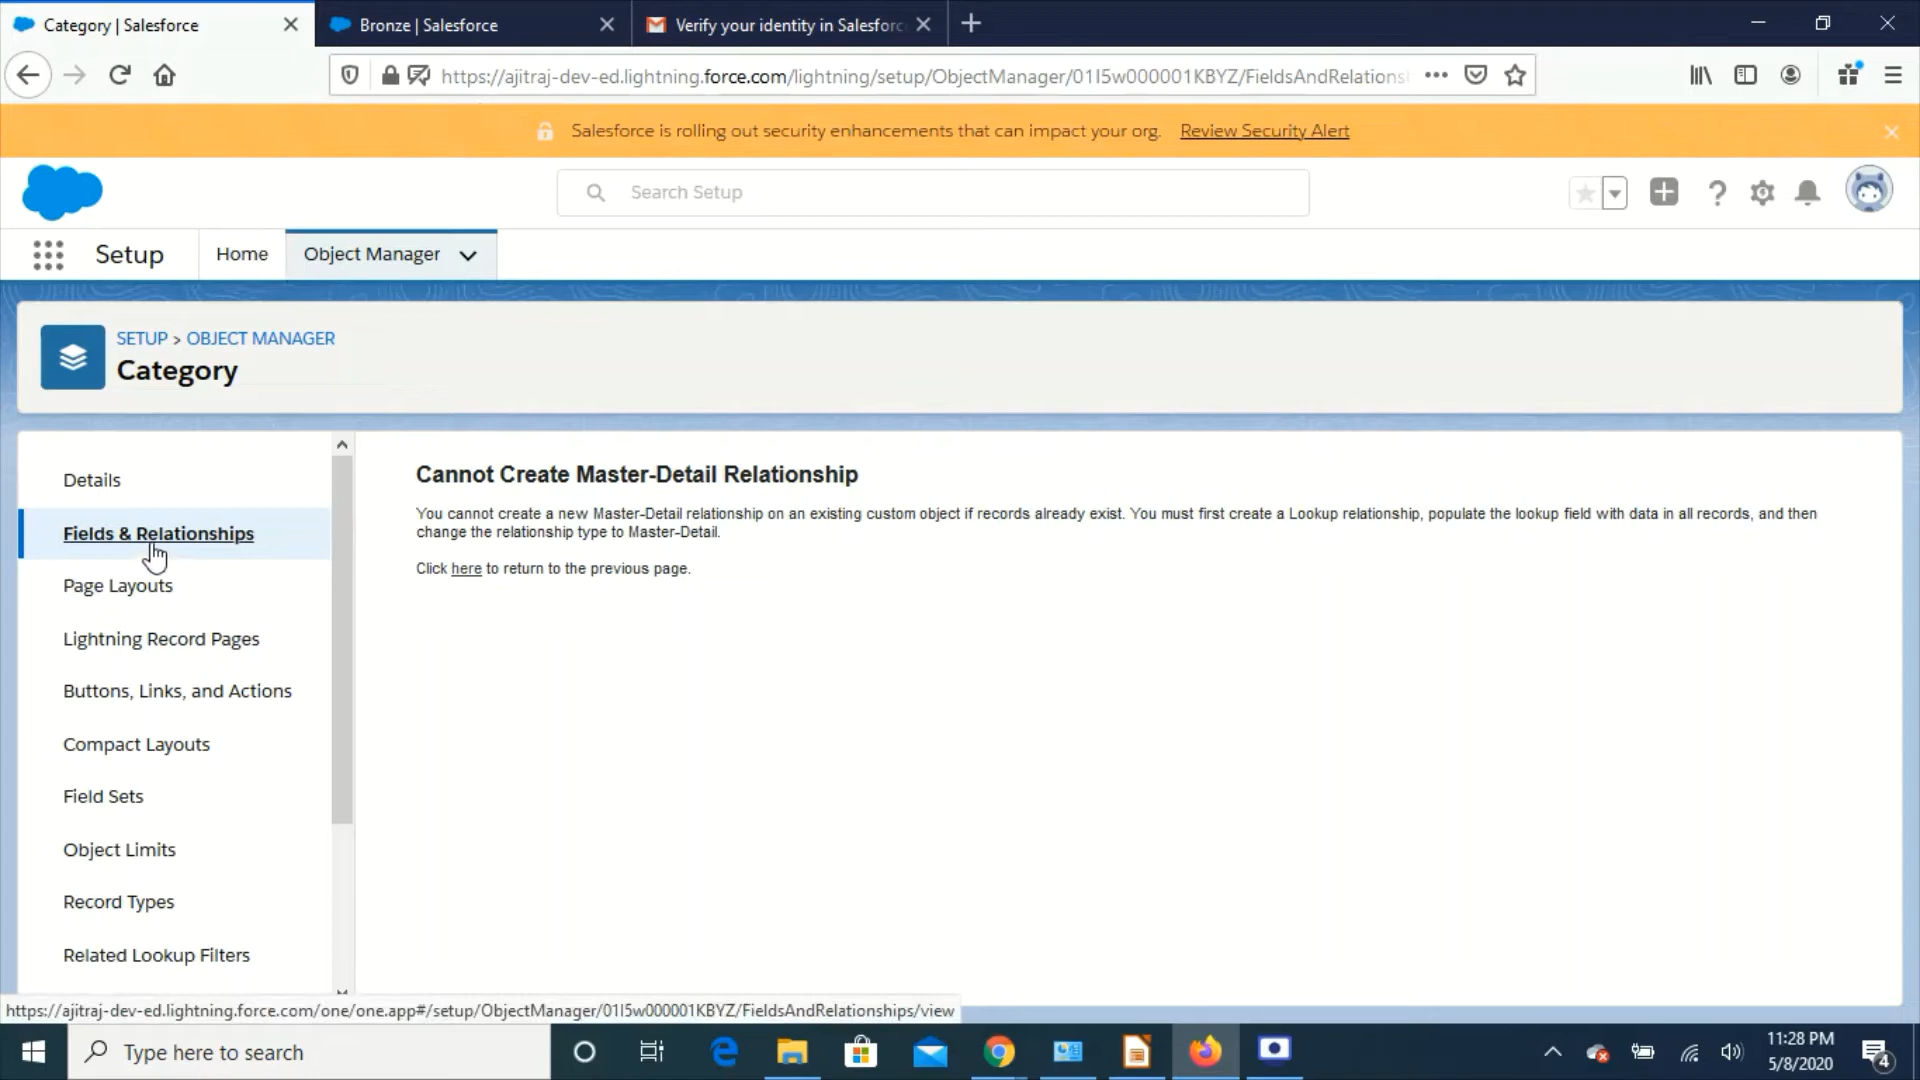 Category | Salesforce
Bronze | Salesforce
Verify your identity in Salesforc
https://ajitraj-dev-ed.lightning.force.com/lightning/setup/ObjectManager/01I5w000001KBYZ/FieldsAndRelations
Salesforce is rolling out security enhancements that can impact your org. Review Security Alert
Search Setup
Setup
Home
Object Manager
SETUP > OBJECT MANAGER
Category
Details
Fields & Relationships
Page Layouts
Lightning Record Pages
Buttons, Links, and Actions
Compact Layouts
Field Sets
Object Limits
Record Types
Related Lookup Filters
Cannot Create Master-Detail Relationship
You cannot create a new Master-Detail relationship on an existing custom object if records already exist. You must first create a Lookup relationship, populate the lookup field with data in all records, and then
change the relationship type to Master-Detail.
Click here to return to the previous page.
https://ajitraj-dev-ed.lightning.force.com/one/one.app#/setup/ObjectManager/01I5w000001KBYZ/FieldsAndRelationships/view
Type here to search
11:28 PM
5/8/2020
4